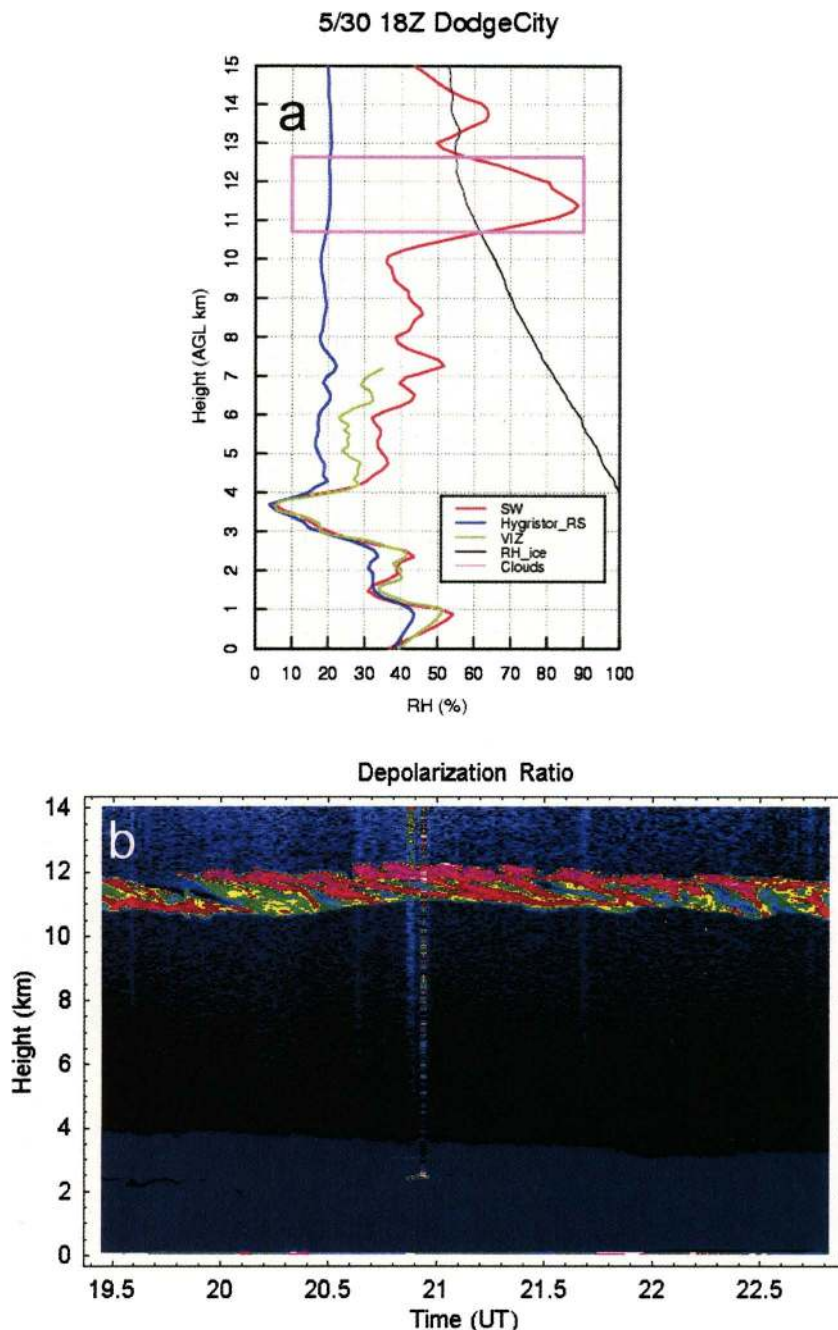 5/30 18Z DodgeCity
a
15
14
13
12
11
10
9
8
7
6
5
4
3
2
1
0
Height (AGL km)
SW
Hygristor_RS
VIZ
RH_ice
Clouds
0 10 20 30 40 50 60 70 80 90 100
RH (%)
Depolarization Ratio
b
14
12
10
8
6
4
2
0
Height (km)
19.5 20 20.5 21 21.5 22 22.5
Time (UT)